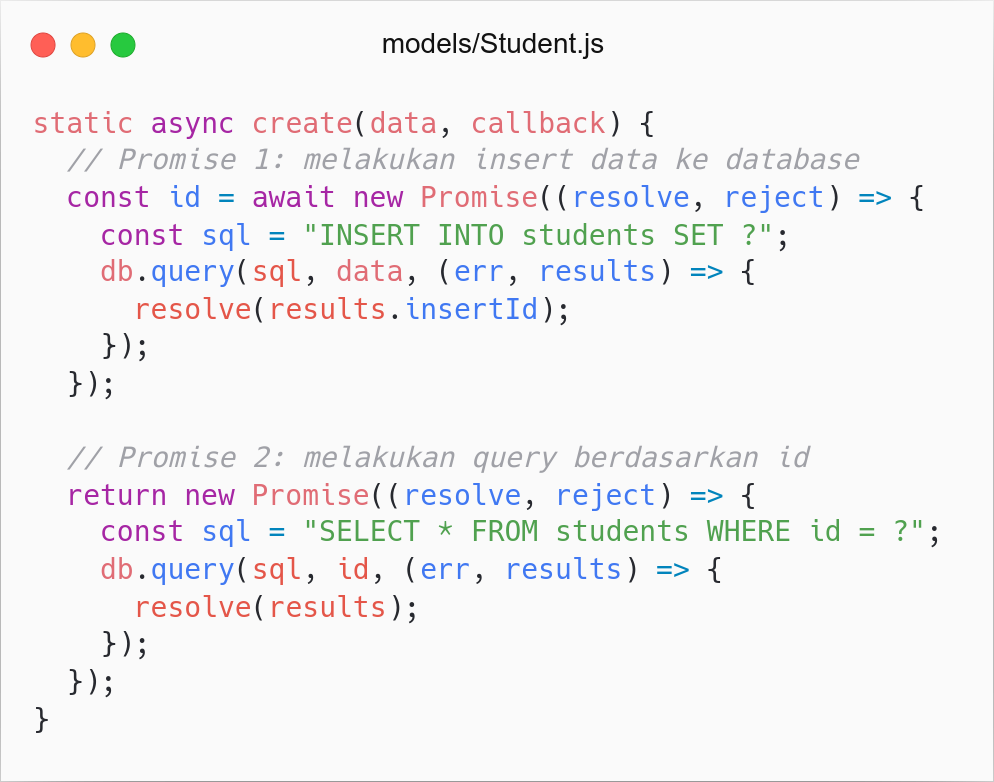 models/Student.js
static async create(data, callback) {
  // Promise 1: melakukan insert data ke database
  const id = await new Promise((resolve, reject) => {
    const sql = "INSERT INTO students SET ?";
    db.query(sql, data, (err, results) => {
      resolve(results.insertId);
    });
  });

  // Promise 2: melakukan query berdasarkan id
  return new Promise((resolve, reject) => {
    const sql = "SELECT * FROM students WHERE id = ?";
    db.query(sql, id, (err, results) => {
      resolve(results);
    });
  });
}